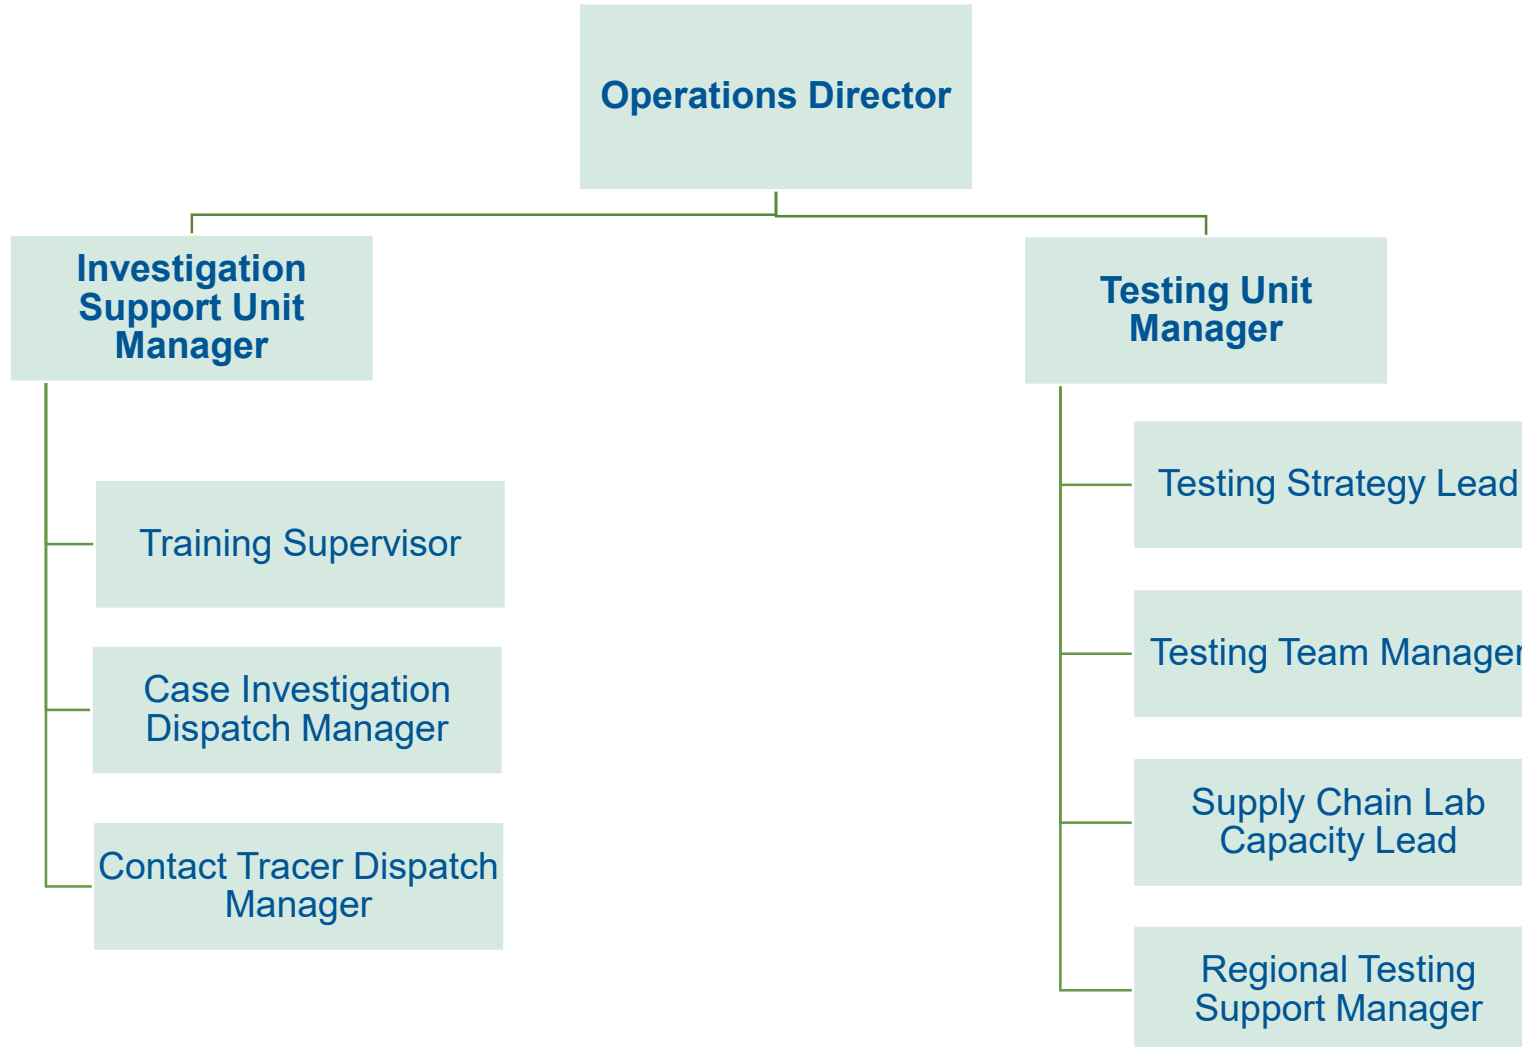 Operations Director
Investigation
Support Unit
Manager
Testing Unit
Manager
Training Supervisor
Case Investigation
Dispatch Manager
Contact Tracer Dispatch
Manager
Testing Strategy Lead
Testing Team Manager
Supply Chain Lab
Capacity Lead
Regional Testing
Support Manager